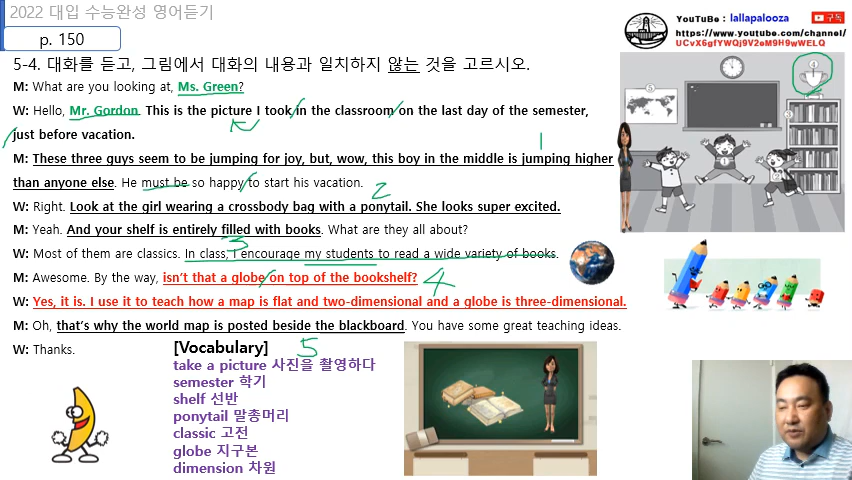 2022 대입 수능완성 영어듣기
p. 150
YouTuBe : lallapalooza
구독
https://www.youtube.com/channel/
UCvX6gfYWQj9V2eM9H9wWELQ
5-4. 대화를 듣고, 그림에서 대화의 내용과 일치하지 않는 것을 고르시오.
M: What are you looking at, Ms. Green?
W: Hello, Mr. Gordon. This is the picture I took in the classroom on the last day of the semester,
just before vacation.
M: These three guys seem to be jumping for joy, but, wow, this boy in the middle is jumping higher
than anyone else. He must be so happy to start his vacation.
W: Right. Look at the girl wearing a crossbody bag with a ponytail. She looks super excited.
M: Yeah. And your shelf is entirely filled with books. What are they all about?
W: Most of them are classics. In class, I encourage my students to read a wide variety of books.
M: Awesome. By the way, isn't that a globe on top of the bookshelf?
W: Yes, it is. I use it to teach how a map is flat and two-dimensional and a globe is three-dimensional.
M: Oh, that's why the world map is posted beside the blackboard. You have some great teaching ideas.
W: Thanks.
1
2
3
4
5
[Vocabulary]
take a picture 사진을 촬영하다
semester 학기
shelf 선반
ponytail 말총머리
classic 고전
globe 지구본
dimension 차원
⑤
④
③
①
②